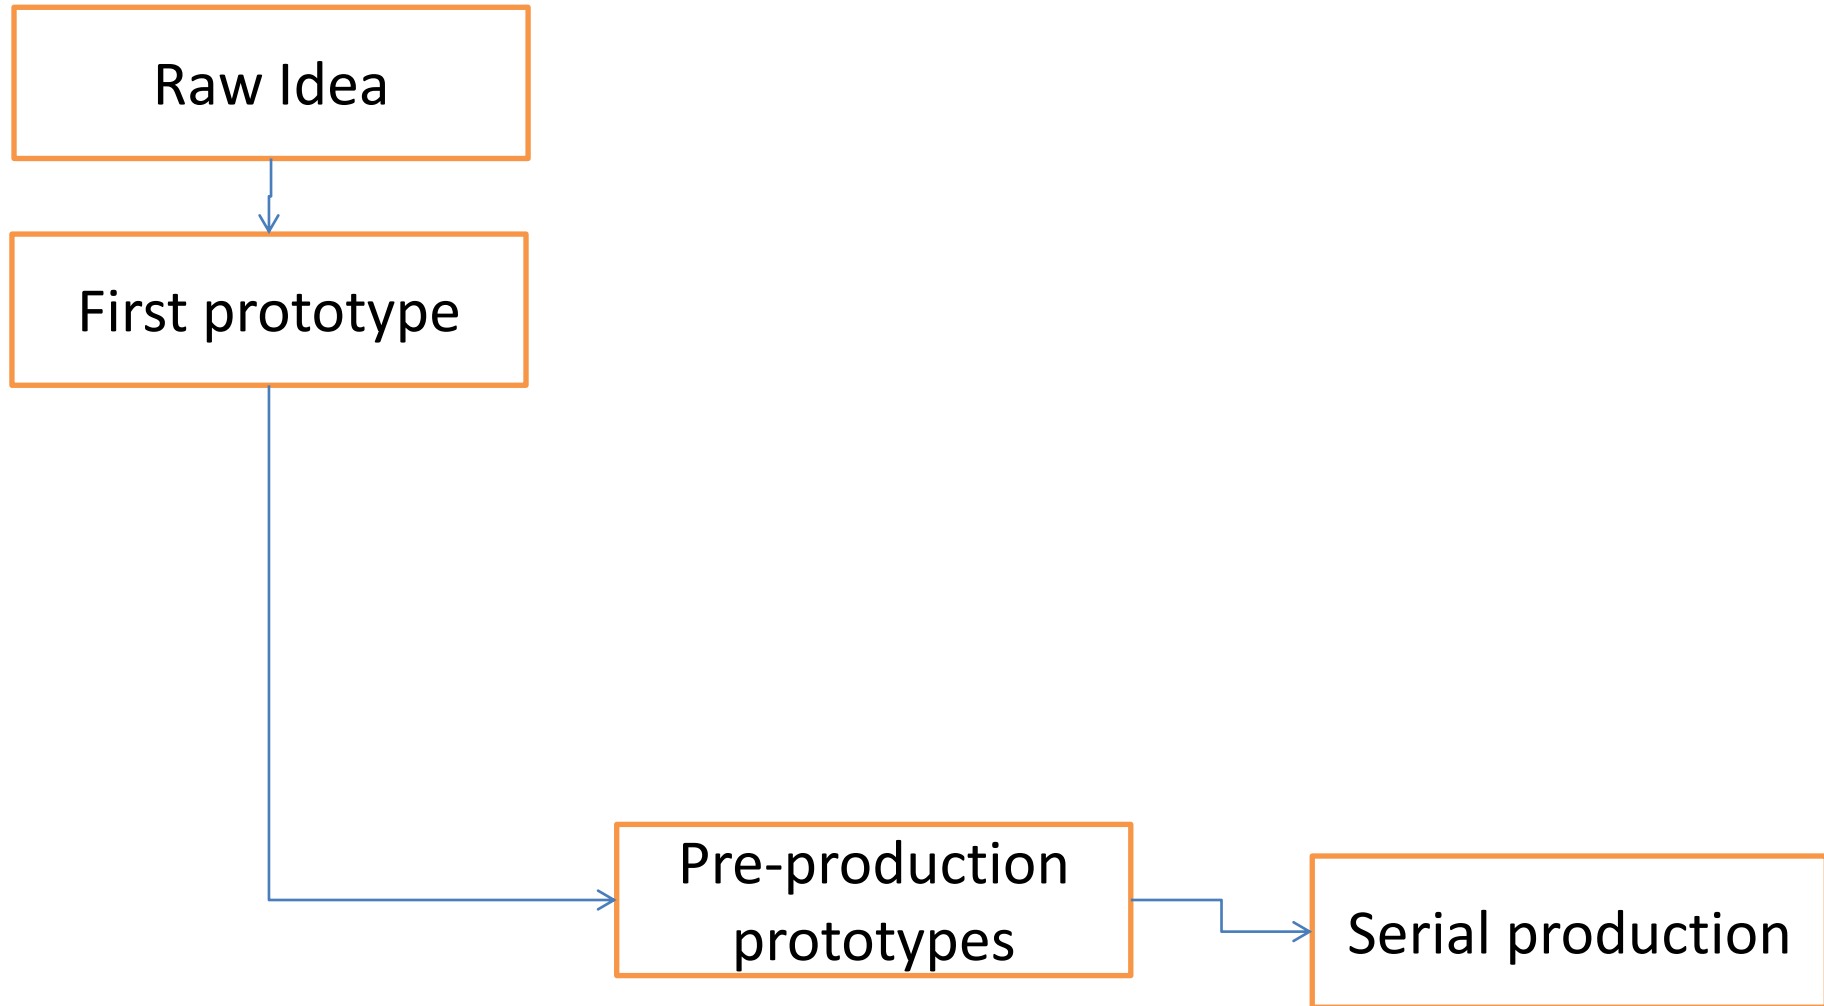 Raw Idea
First prototype
Pre-production
prototypes
Serial production